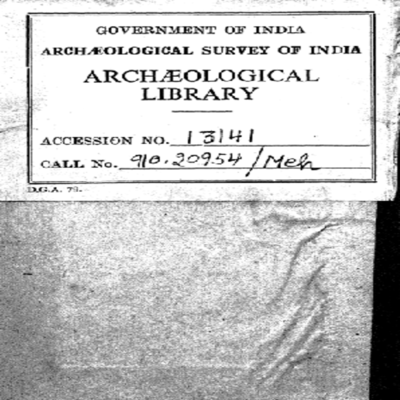 GOVERNMENT OF INDIA
ARCHÆOLOGICAL SURVEY OF INDIA
ARCHÆOLOGICAL
LIBRARY
ACCESSION NO. 13141
CALL No. 910.20954/Meh
D.G.A. 79.